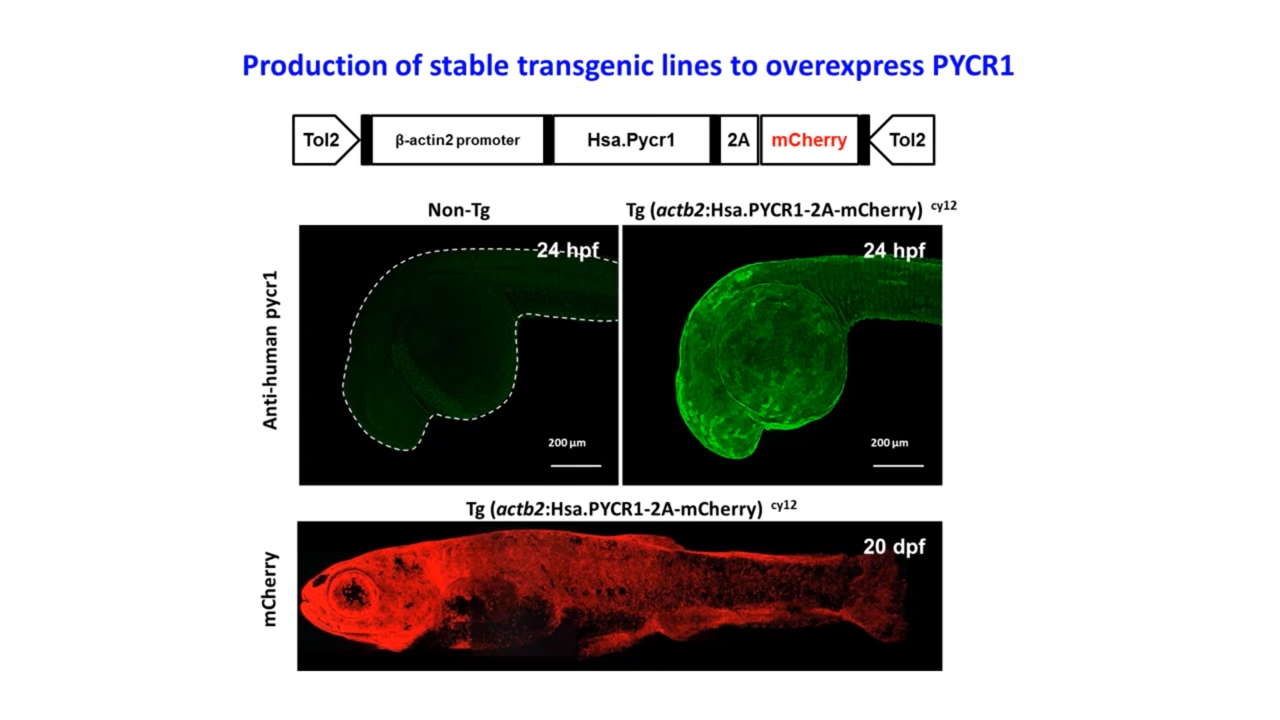 Production of stable transgenic lines to overexpress PYCR1
Tol2 β-actin2 promoter Hsa.Pycr1 2A mCherry Tol2
Non-Tg Tg (actb2:Hsa.PYCR1-2A-mCherry) cy12
Anti-human pycr1
24 hpf 24 hpf
200 μm 200 μm
Tg (actb2:Hsa.PYCR1-2A-mCherry) cy12
mCherry
20 dpf